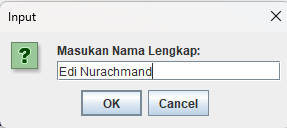 Input
Masukan Nama Lengkap:
Edi Nurachmand
OK Cancel